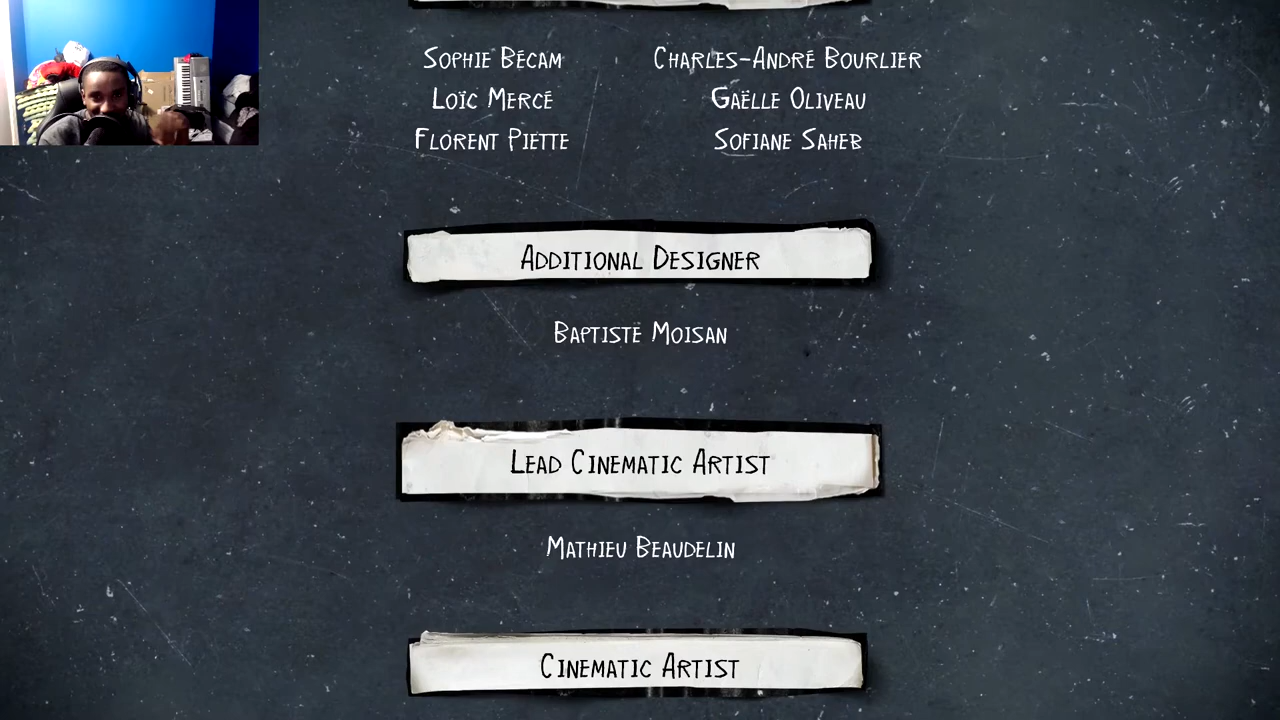 Sophie Bécam Charles-André Bourlier
Loïc Mercé Gaëlle Oliveau
Florent Piette Sofiane Saheb
Additional Designer
Baptiste Moisan
Lead Cinematic Artist
Mathieu Beaudelin
Cinematic Artist